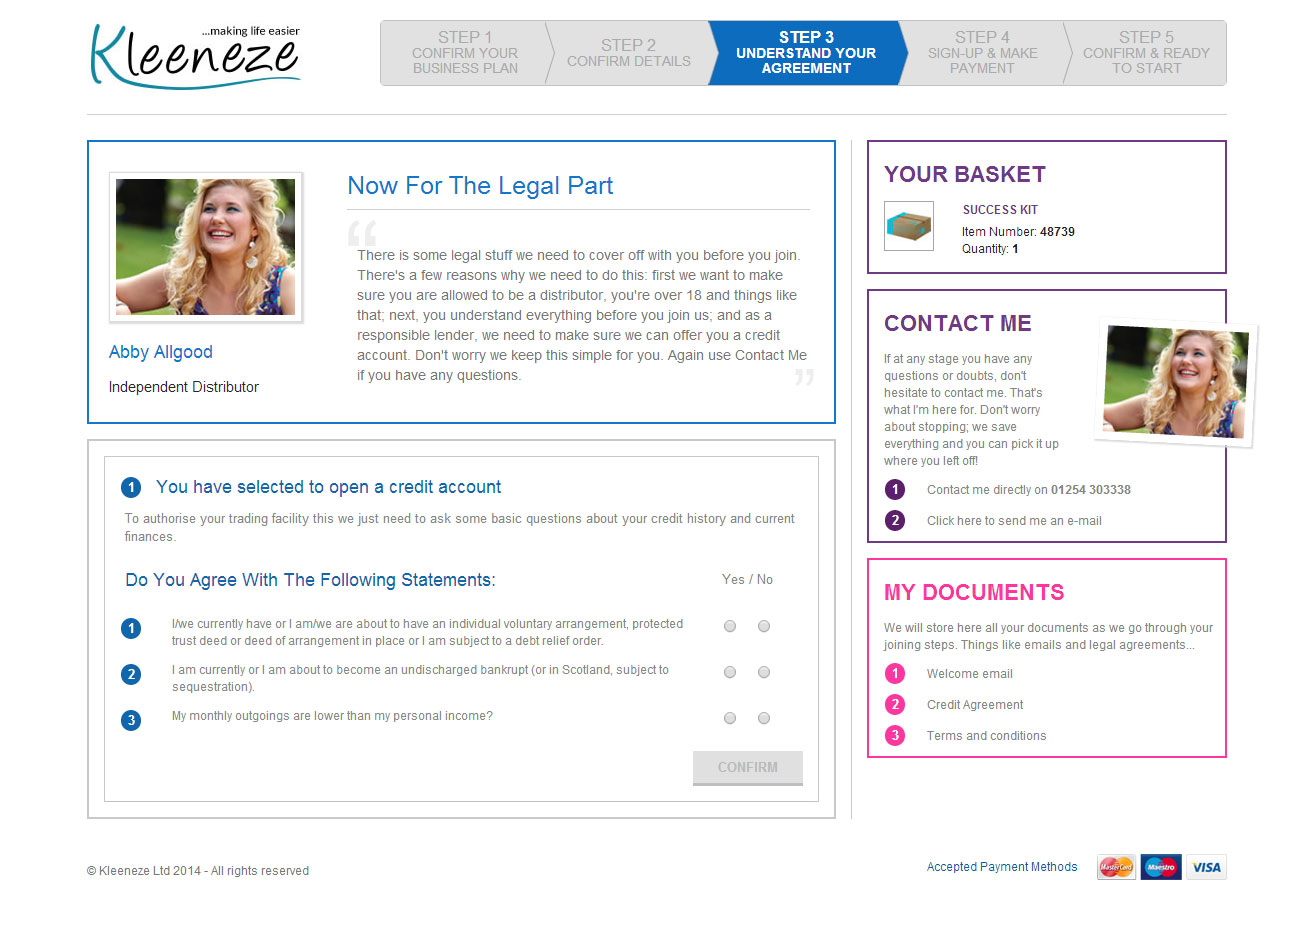 ...making life easier
Kleeneze
STEP 1
CONFIRM YOUR
BUSINESS PLAN
STEP 2
CONFIRM DETAILS
STEP 3
UNDERSTAND YOUR
AGREEMENT
STEP 4
SIGN-UP & MAKE
PAYMENT
STEP 5
CONFIRM & READY
TO START
Abby Allgood
Independent Distributor
Now For The Legal Part
“
There is some legal stuff we need to cover off with you before you join.
There's a few reasons why we need to do this: first we want to make
sure you are allowed to be a distributor, you're over 18 and things like
that; next, you understand everything before you join us; and as a
responsible lender, we need to make sure we can offer you a credit
account. Don't worry we keep this simple for you. Again use Contact Me
if you have any questions.
”
1 You have selected to open a credit account
To authorise your trading facility this we just need to ask some basic questions about your credit history and current
finances.
Do You Agree With The Following Statements: Yes / No
1 I/we currently have or I am/we are about to have an individual voluntary arrangement, protected
trust deed or deed of arrangement in place or I am subject to a debt relief order.
2 I am currently or I am about to become an undischarged bankrupt (or in Scotland, subject to
sequestration).
3 My monthly outgoings are lower than my personal income?
CONFIRM
YOUR BASKET
SUCCESS KIT
Item Number: 48739
Quantity: 1
CONTACT ME
If at any stage you have any
questions or doubts, don't
hesitate to contact me. That's
what I'm here for. Don't worry
about stopping; we save
everything and you can pick it up
where you left off!
1 Contact me directly on 01254 303338
2 Click here to send me an e-mail
MY DOCUMENTS
We will store here all your documents as we go through your
joining steps. Things like emails and legal agreements...
1 Welcome email
2 Credit Agreement
3 Terms and conditions
© Kleeneze Ltd 2014 - All rights reserved
Accepted Payment Methods
MasterCard
Maestro
VISA